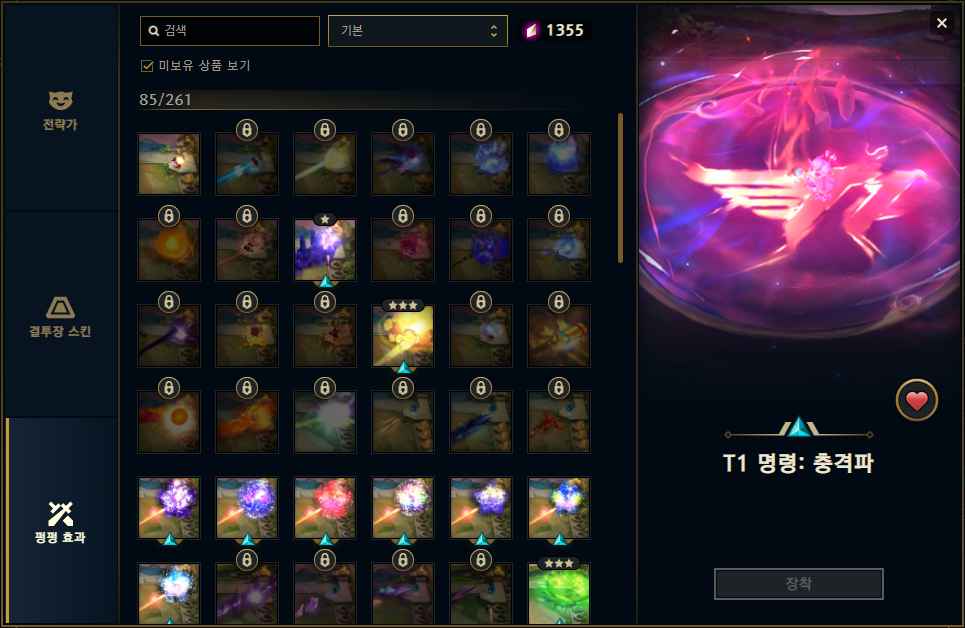 검색
기본
1355
미보유 상품 보기
85/261
전략가
결투장 스킨
펑펑 효과
T1 명령: 충격파
장착